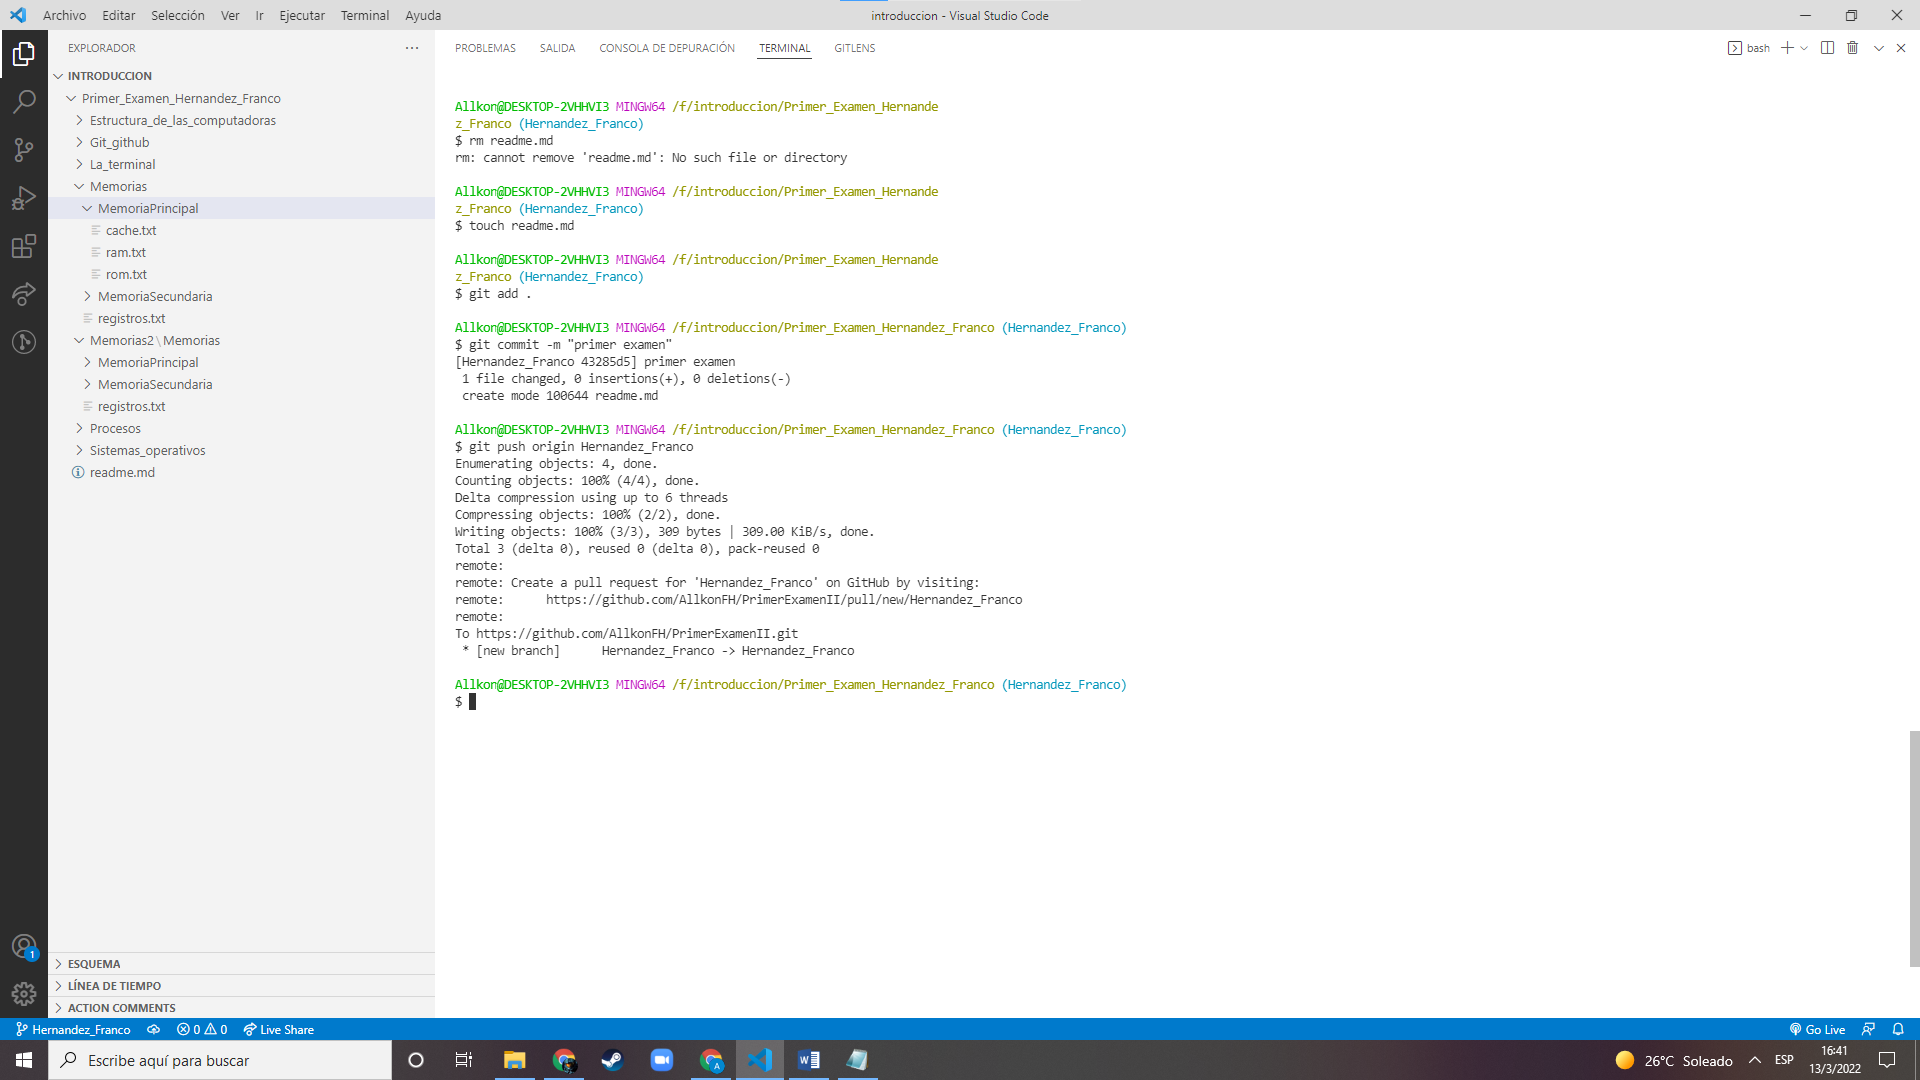 Archivo Editar Selección Ver Ir Ejecutar Terminal Ayuda
introduccion - Visual Studio Code
EXPLORADOR
INTRODUCCION
Primer_Examen_Hernandez_Franco
Estructura_de_las_computadoras
Git_github
La_terminal
Memorias
MemoriaPrincipal
cache.txt
ram.txt
rom.txt
MemoriaSecundaria
registros.txt
Memorias2 \ Memorias
MemoriaPrincipal
MemoriaSecundaria
registros.txt
Procesos
Sistemas_operativos
readme.md
ESQUEMA
LÍNEA DE TIEMPO
ACTION COMMENTS
PROBLEMAS SALIDA CONSOLA DE DEPURACIÓN TERMINAL GITLENS
bash
Allkon@DESKTOP-2VHHVI3 MINGW64 /f/introduccion/Primer_Examen_Hernande
z_Franco (Hernandez_Franco)
$ rm readme.md
rm: cannot remove 'readme.md': No such file or directory
Allkon@DESKTOP-2VHHVI3 MINGW64 /f/introduccion/Primer_Examen_Hernande
z_Franco (Hernandez_Franco)
$ touch readme.md
Allkon@DESKTOP-2VHHVI3 MINGW64 /f/introduccion/Primer_Examen_Hernande
z_Franco (Hernandez_Franco)
$ git add .
Allkon@DESKTOP-2VHHVI3 MINGW64 /f/introduccion/Primer_Examen_Hernandez_Franco (Hernandez_Franco)
$ git commit -m "primer examen"
[Hernandez_Franco 43285d5] primer examen
1 file changed, 0 insertions(+), 0 deletions(-)
create mode 100644 readme.md
Allkon@DESKTOP-2VHHVI3 MINGW64 /f/introduccion/Primer_Examen_Hernandez_Franco (Hernandez_Franco)
$ git push origin Hernandez_Franco
Enumerating objects: 4, done.
Counting objects: 100% (4/4), done.
Delta compression using up to 6 threads
Compressing objects: 100% (2/2), done.
Writing objects: 100% (3/3), 309 bytes | 309.00 KiB/s, done.
Total 3 (delta 0), reused 0 (delta 0), pack-reused 0
remote:
remote: Create a pull request for 'Hernandez_Franco' on GitHub by visiting:
remote:      https://github.com/AllkonFH/PrimerExamenII/pull/new/Hernandez_Franco
remote:
To https://github.com/AllkonFH/PrimerExamenII.git
* [new branch]      Hernandez_Franco -> Hernandez_Franco
Allkon@DESKTOP-2VHHVI3 MINGW64 /f/introduccion/Primer_Examen_Hernandez_Franco (Hernandez_Franco)
$
1
Hernandez_Franco 0 0 Live Share
Go Live
Escribe aquí para buscar
26°C Soleado
ESP
16:41
13/3/2022